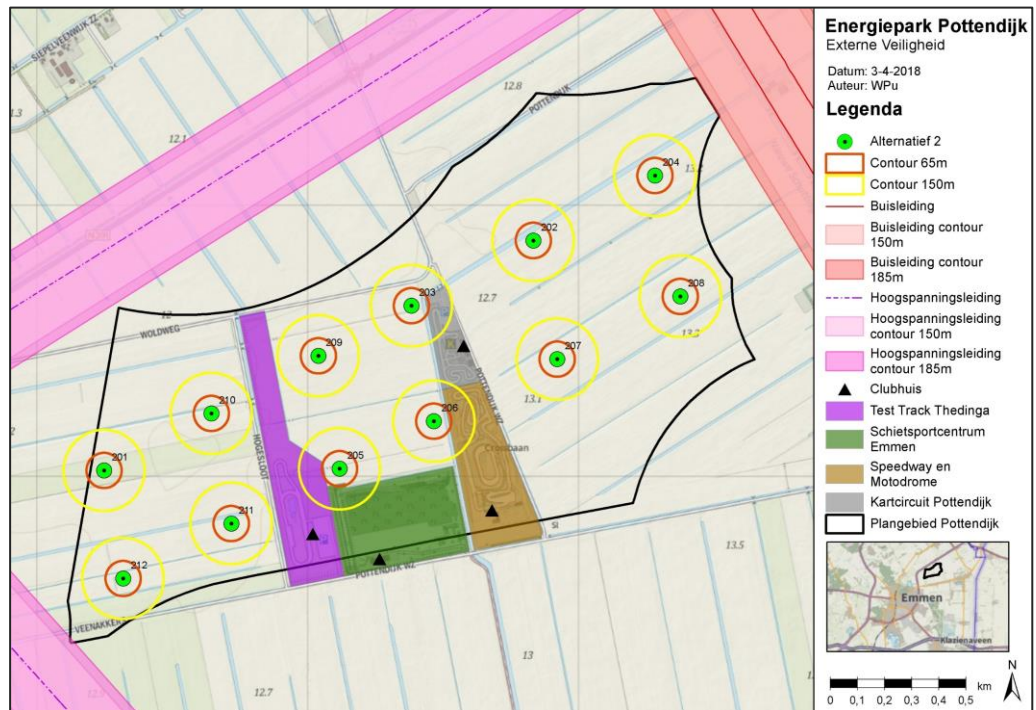 Energiepark Pottendijk
Externe Veiligheid
Datum: 3-4-2018
Auteur: WPu
Legenda
Alternatief 2
Contour 65m
Contour 150m
Buisleiding
Buisleiding contour
150m
Buisleiding contour
185m
Hoogspanningsleiding
Hoogspanningsleiding
contour 150m
Hoogspanningsleiding
contour 185m
Clubhuis
Test Track Thedinga
Schietsportcentrum
Emmen
Speedway en
Motodrome
Kartcircuit Pottendijk
Plangebied Pottendijk
Emmen
Klazienaveen
N
0 0,1 0,2 0,3 0,4 0,5 km
SIEPELVEENWIJK ZZ
12.1
12.8
POTTENDIJK
204
202
12.7
203
208
12
WOLDWEG
209
207
13.2
POTTENDIJK WZ
13.1
210
206
Crossbaan
HOGESLOOT
201
205
211
212
SI
13.5
POTTENDIJK WZ
VEENAKKERS
13
12.7